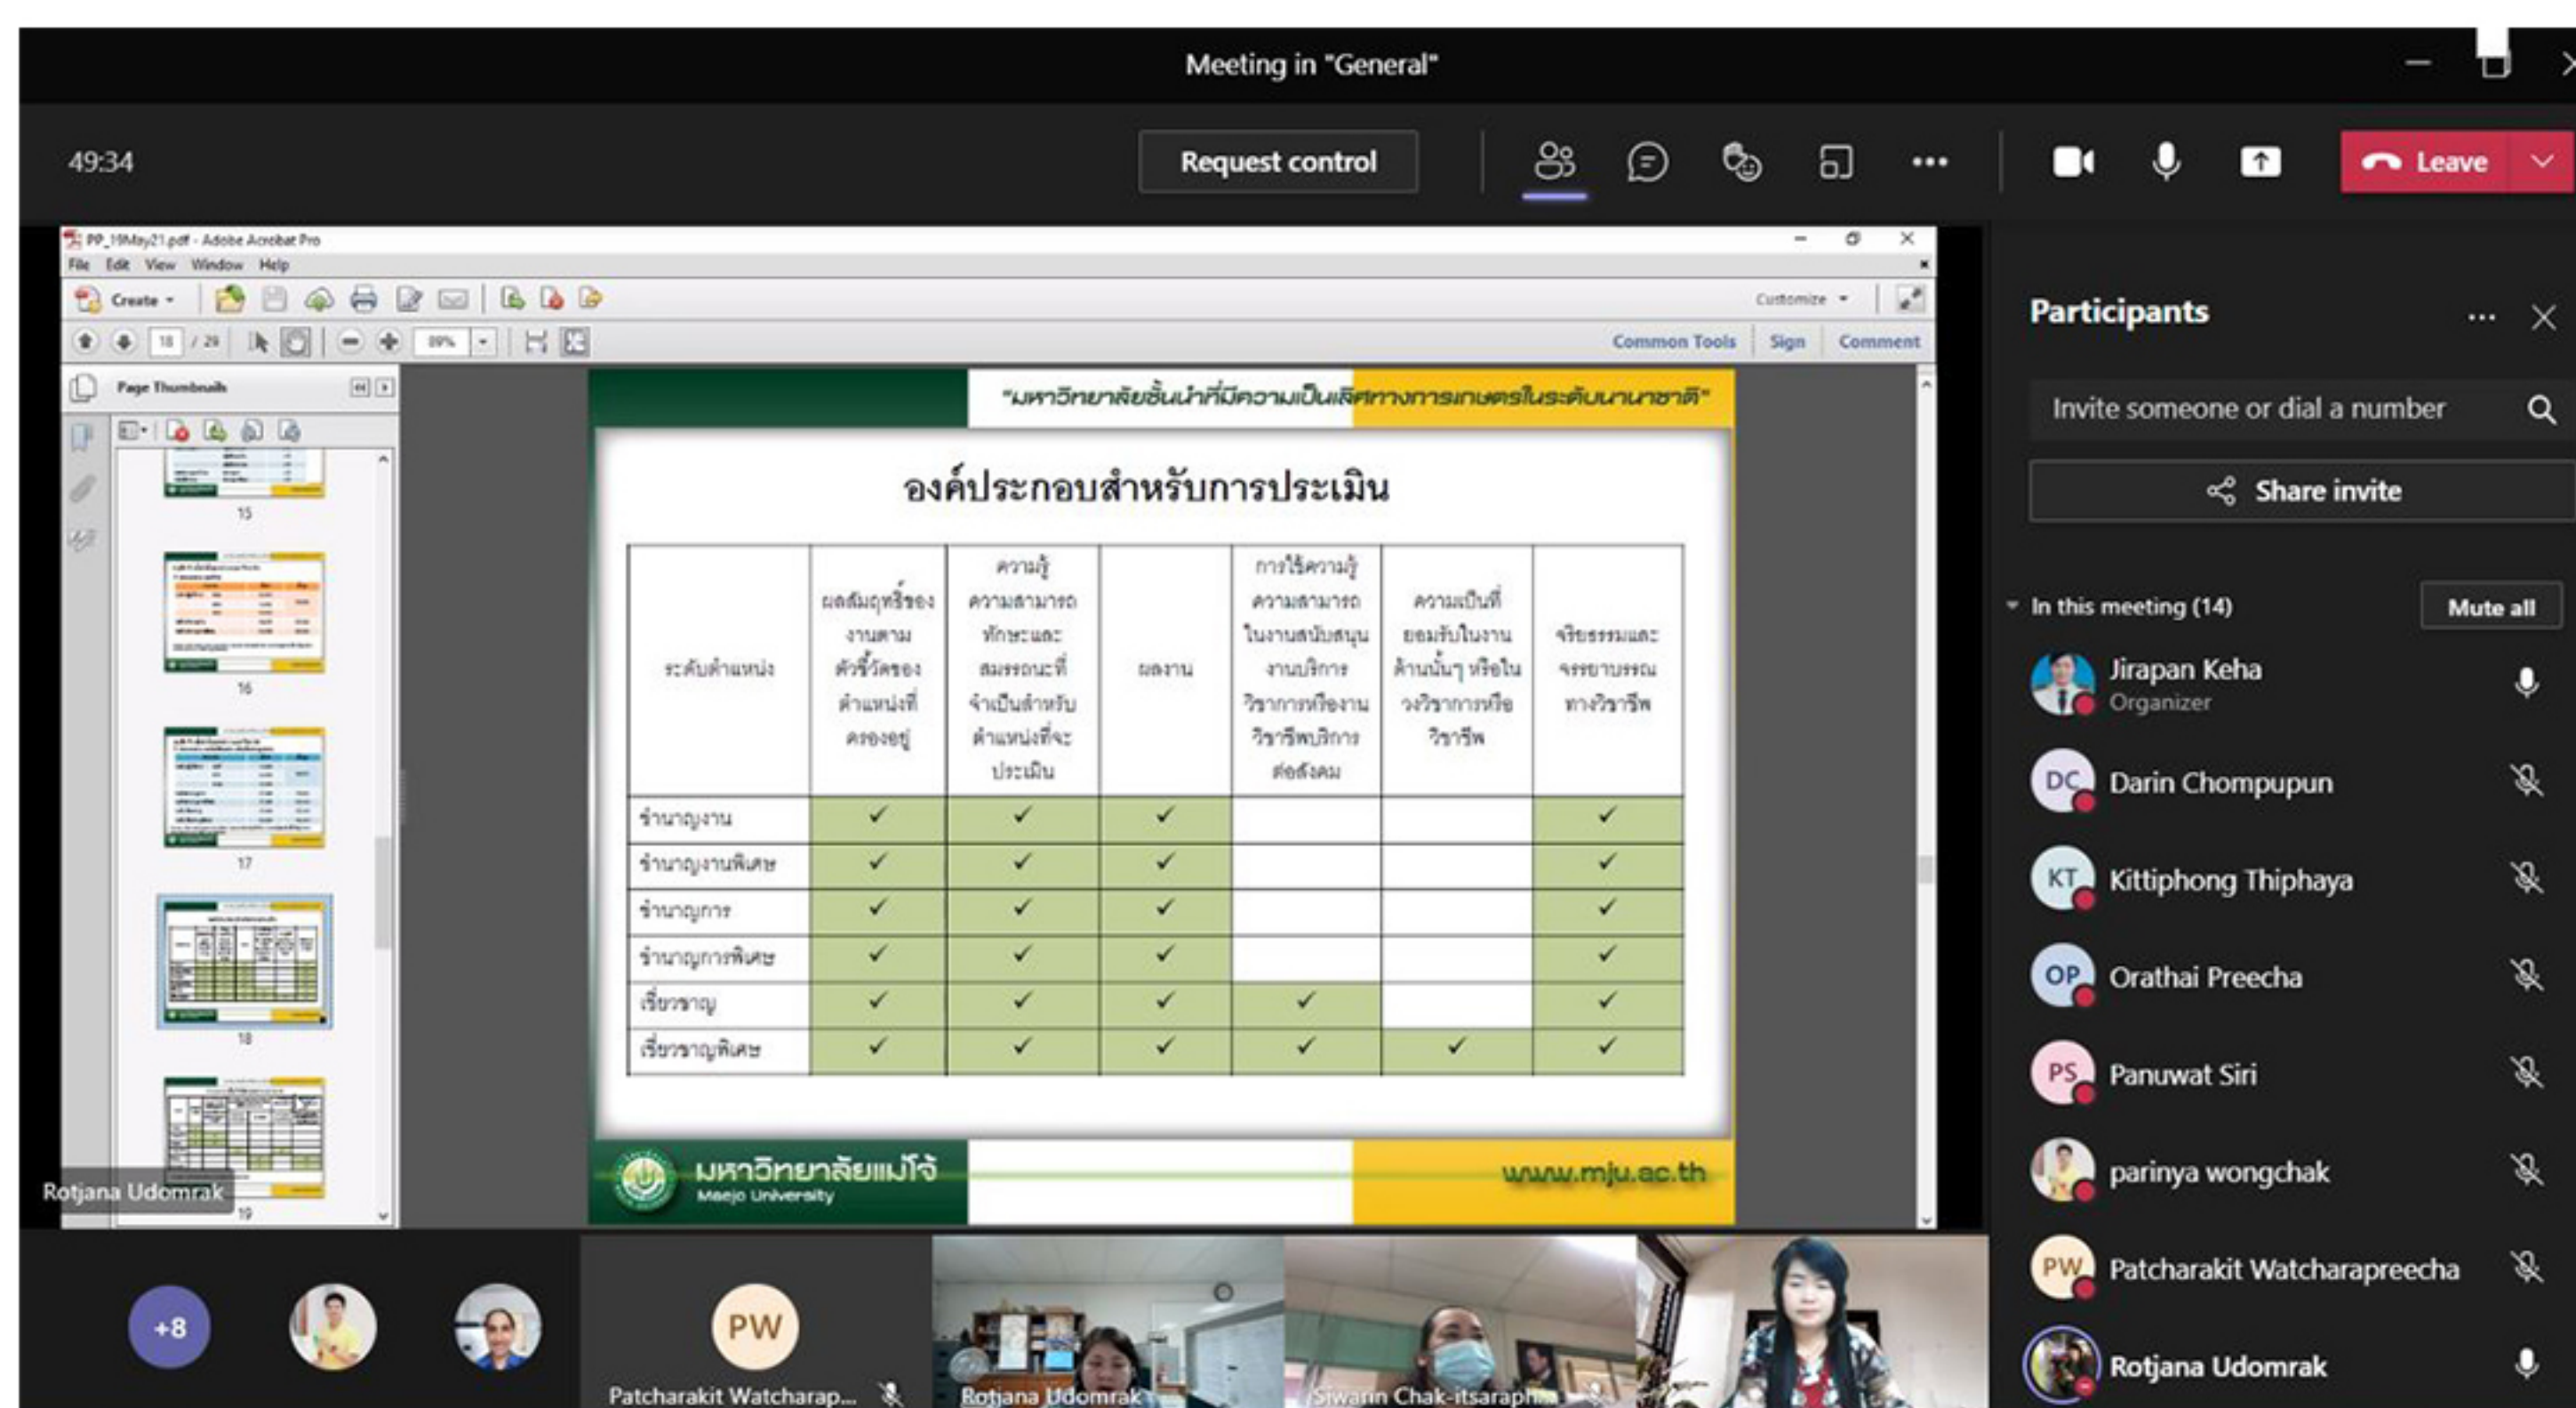 Meeting in "General"
49:34
Request control
Leave
PP_19May21.pdf - Adobe Acrobat Pro
File Edit View Window Help
Create
Customize
18 / 29
89%
Common Tools
Sign
Comment
Page Thumbnails
15
16
17
18
19
"มหาวิทยาลัยชั้นนำที่มีความเป็นเลิศทางการเกษตรในระดับนานาชาติ"
องค์ประกอบสำหรับการประเมิน
ระดับตำแหน่ง
ผลสัมฤทธิ์ของ
งานตาม
ตัวชี้วัดของ
ตำแหน่งที่
ครองอยู่
ความรู้
ความสามารถ
ทักษะและ
สมรรถนะที่
จำเป็นสำหรับ
ตำแหน่งที่จะ
ประเมิน
ผลงาน
การใช้ความรู้
ความสามารถ
ในงานสนับสนุน
งานบริการ
วิชาการหรืองาน
วิชาชีพบริการ
ต่อสังคม
ความเป็นที่
ยอมรับในงาน
ด้านนั้นๆ หรือใน
วงวิชาการหรือ
วิชาชีพ
จริยธรรมและ
จรรยาบรรณ
ทางวิชาชีพ
ชำนาญงาน ✓ ✓ ✓ ✓
ชำนาญงานพิเศษ ✓ ✓ ✓ ✓
ชำนาญการ ✓ ✓ ✓ ✓
ชำนาญการพิเศษ ✓ ✓ ✓ ✓
เชี่ยวชาญ ✓ ✓ ✓ ✓ ✓
เชี่ยวชาญพิเศษ ✓ ✓ ✓ ✓ ✓ ✓
มหาวิทยาลัยแม่โจ้
Maejo University
www.mju.ac.th
Rotjana Udomrak
+8
PW
Patcharakit Watcharap...
Rotjana Udomrak
Siwarin Chak-itsaraph...
Participants
Invite someone or dial a number
Share invite
In this meeting (14)
Mute all
Jirapan Keha
Organizer
DC
Darin Chompupun
KT
Kittiphong Thiphaya
OP
Orathai Preecha
PS
Panuwat Siri
parinya wongchak
PW
Patcharakit Watcharapreecha
Rotjana Udomrak